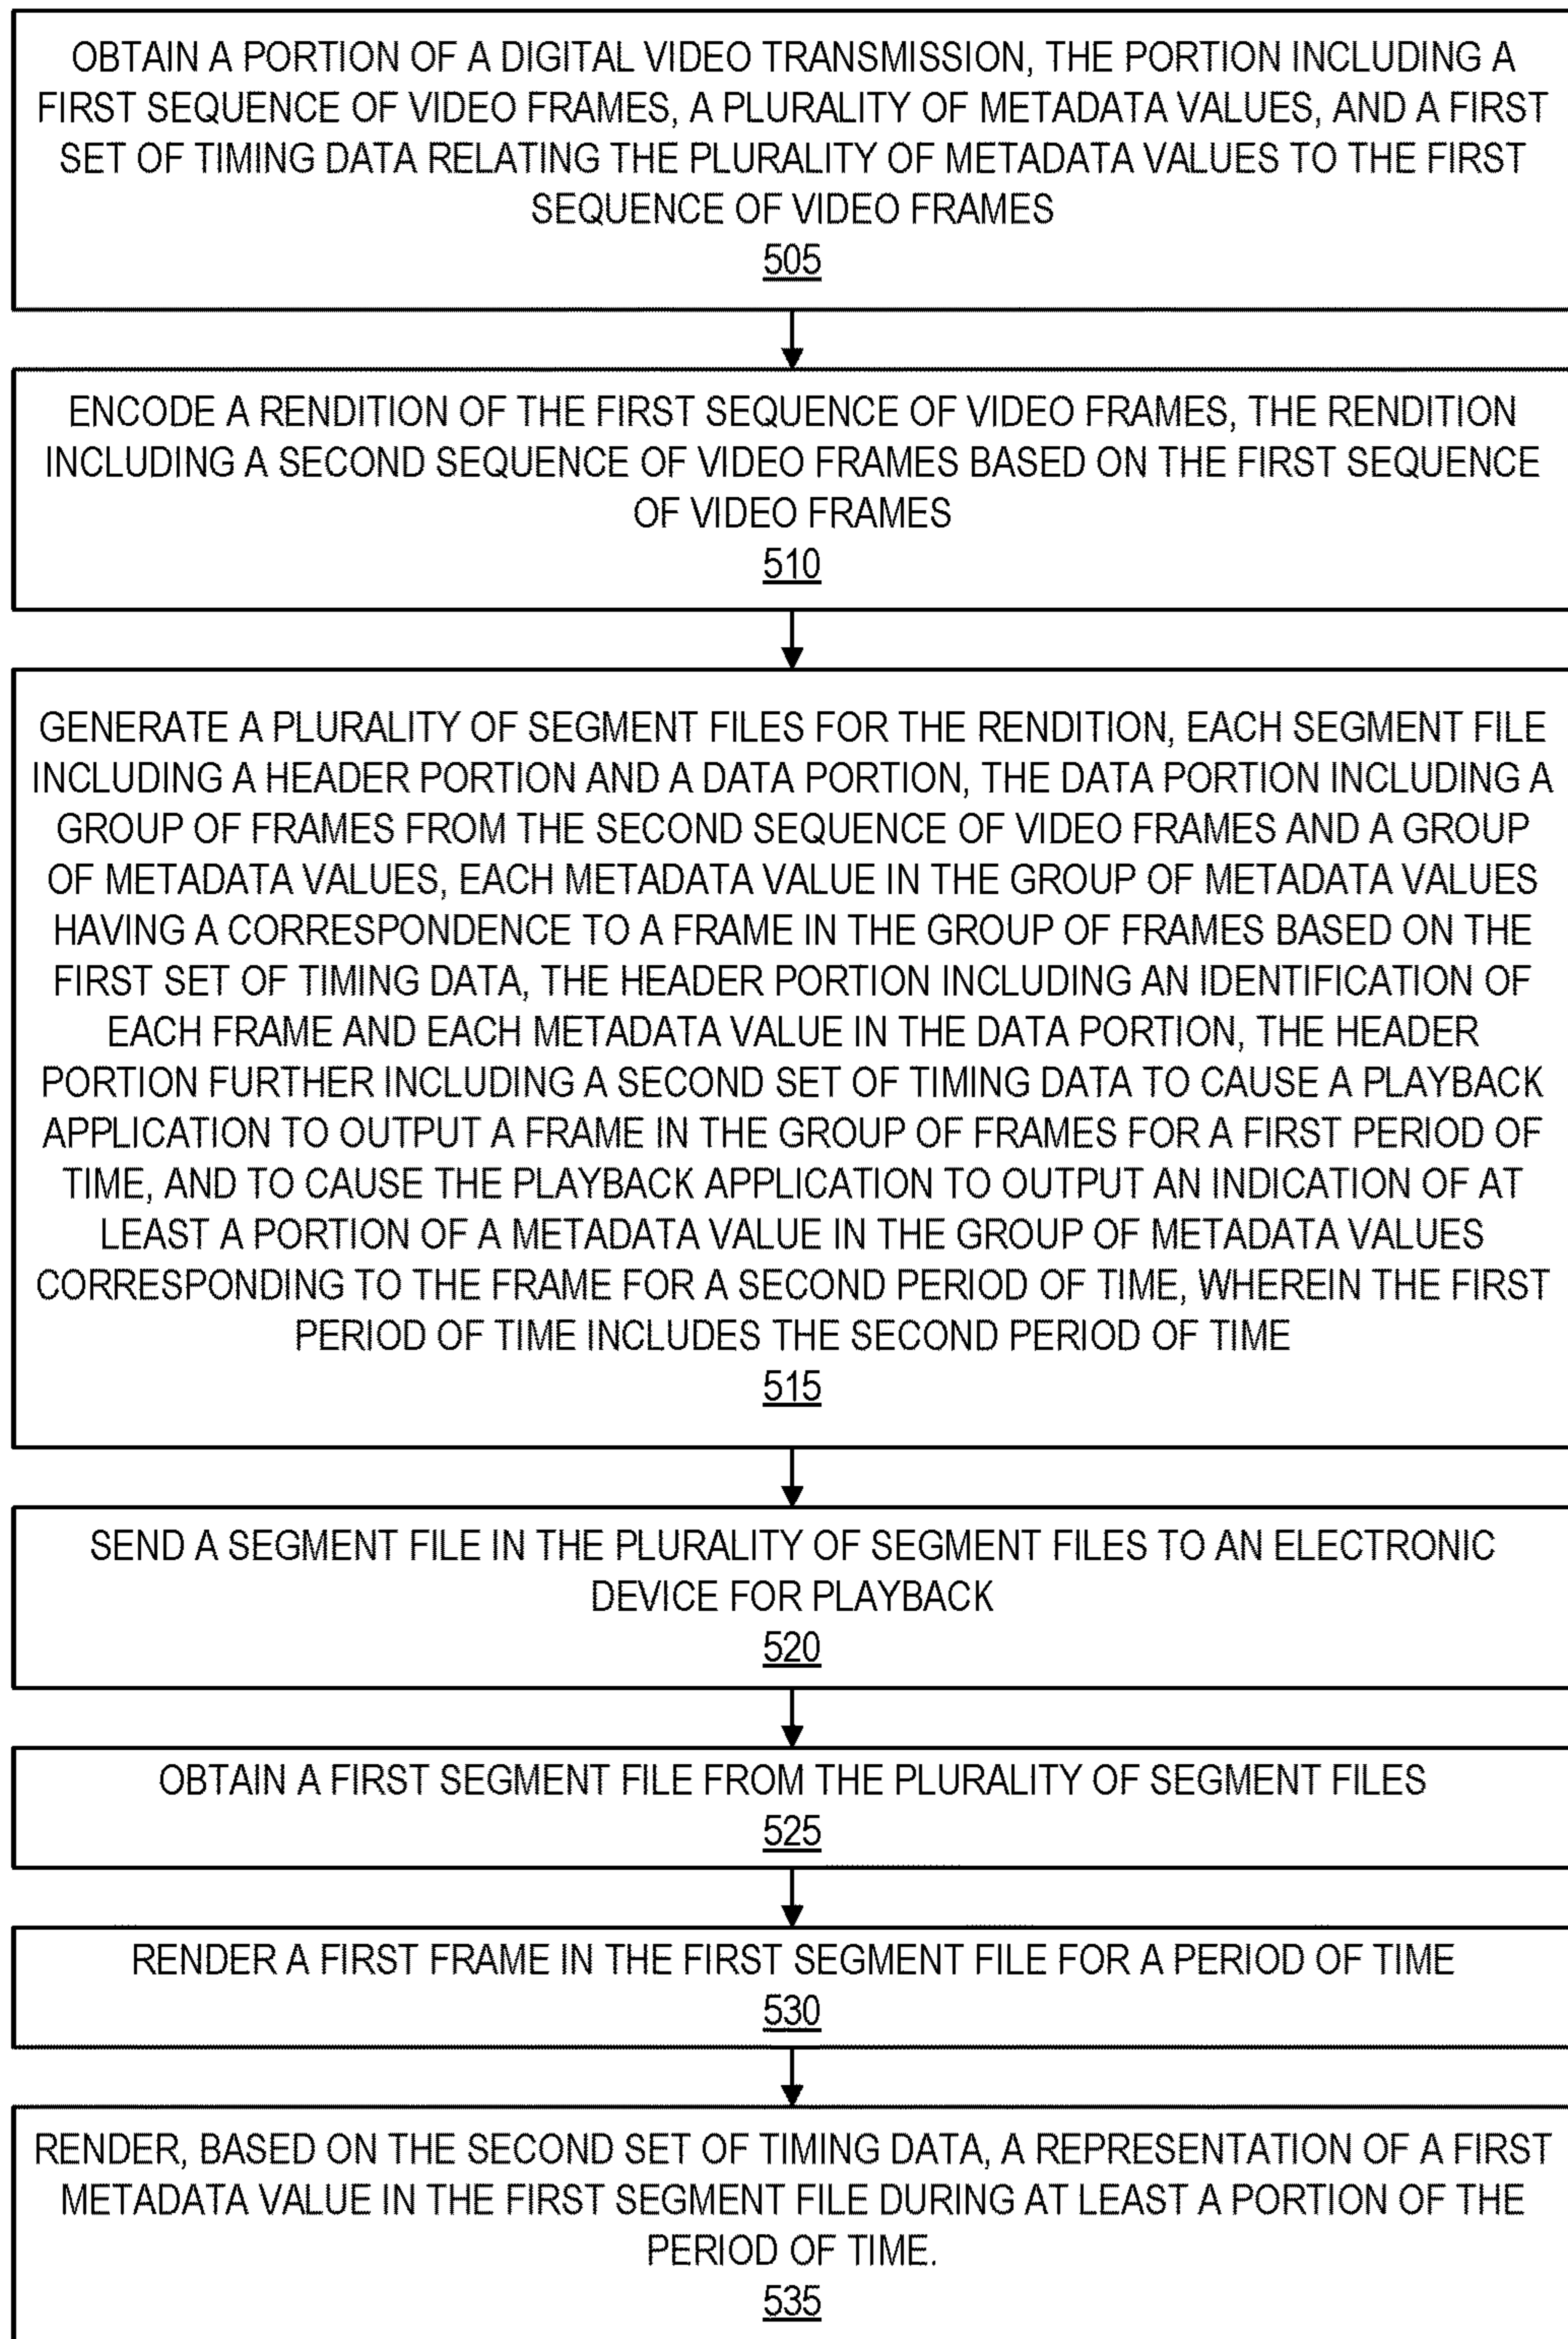 OBTAIN A PORTION OF A DIGITAL VIDEO TRANSMISSION, THE PORTION INCLUDING A
FIRST SEQUENCE OF VIDEO FRAMES, A PLURALITY OF METADATA VALUES, AND A FIRST
SET OF TIMING DATA RELATING THE PLURALITY OF METADATA VALUES TO THE FIRST
SEQUENCE OF VIDEO FRAMES
505
ENCODE A RENDITION OF THE FIRST SEQUENCE OF VIDEO FRAMES, THE RENDITION
INCLUDING A SECOND SEQUENCE OF VIDEO FRAMES BASED ON THE FIRST SEQUENCE
OF VIDEO FRAMES
510
GENERATE A PLURALITY OF SEGMENT FILES FOR THE RENDITION, EACH SEGMENT FILE
INCLUDING A HEADER PORTION AND A DATA PORTION, THE DATA PORTION INCLUDING A
GROUP OF FRAMES FROM THE SECOND SEQUENCE OF VIDEO FRAMES AND A GROUP
OF METADATA VALUES, EACH METADATA VALUE IN THE GROUP OF METADATA VALUES
HAVING A CORRESPONDENCE TO A FRAME IN THE GROUP OF FRAMES BASED ON THE
FIRST SET OF TIMING DATA, THE HEADER PORTION INCLUDING AN IDENTIFICATION OF
EACH FRAME AND EACH METADATA VALUE IN THE DATA PORTION, THE HEADER
PORTION FURTHER INCLUDING A SECOND SET OF TIMING DATA TO CAUSE A PLAYBACK
APPLICATION TO OUTPUT A FRAME IN THE GROUP OF FRAMES FOR A FIRST PERIOD OF
TIME, AND TO CAUSE THE PLAYBACK APPLICATION TO OUTPUT AN INDICATION OF AT
LEAST A PORTION OF A METADATA VALUE IN THE GROUP OF METADATA VALUES
CORRESPONDING TO THE FRAME FOR A SECOND PERIOD OF TIME, WHEREIN THE FIRST
PERIOD OF TIME INCLUDES THE SECOND PERIOD OF TIME
515
SEND A SEGMENT FILE IN THE PLURALITY OF SEGMENT FILES TO AN ELECTRONIC
DEVICE FOR PLAYBACK
520
OBTAIN A FIRST SEGMENT FILE FROM THE PLURALITY OF SEGMENT FILES
525
RENDER A FIRST FRAME IN THE FIRST SEGMENT FILE FOR A PERIOD OF TIME
530
RENDER, BASED ON THE SECOND SET OF TIMING DATA, A REPRESENTATION OF A FIRST
METADATA VALUE IN THE FIRST SEGMENT FILE DURING AT LEAST A PORTION OF THE
PERIOD OF TIME.
535